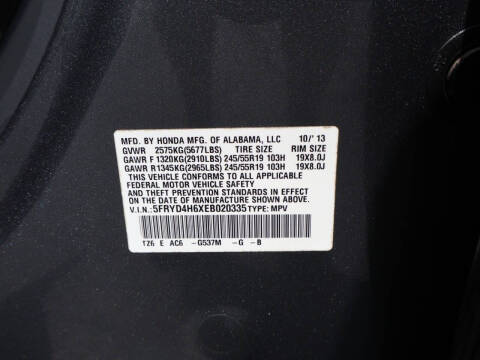 MFD. BY HONDA MFG. OF ALABAMA, LLC 10/'13
GVWR 2575KG(5677LBS) TIRE SIZE RIM SIZE
GAWR F 1320KG(2910LBS) 245/55R19 103H 19X8.0J
GAWR R1345KG(2965LBS) 245/55R19 103H 19X8.0J
THIS VEHICLE CONFORMS TO ALL APPLICABLE
FEDERAL MOTOR VEHICLE SAFETY
AND THEFT PREVENTION STANDARDS IN EFFECT
ON THE DATE OF MANUFACTURE SHOWN ABOVE.
V.I.N.:5FRYD4H6XEB020335 TYPE: MPV
TZ6 E AC6 -G537M -G -B